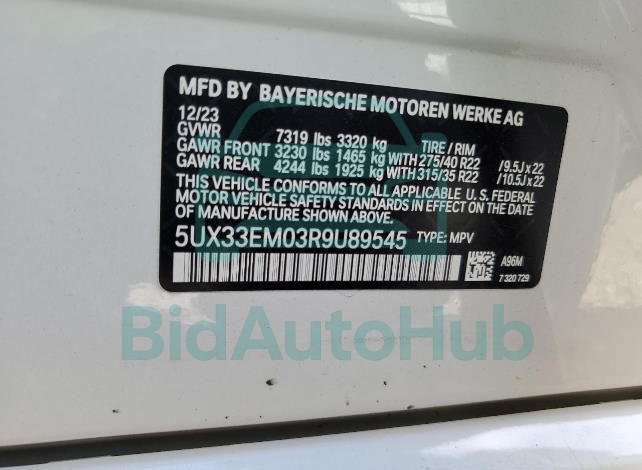 MFD BY BAYERISCHE MOTOREN WERKE AG
12/23
GVWR 7319 lbs 3320 kg TIRE / RIM
GAWR FRONT 3230 lbs 1465 kg WITH 275/40 R22 / 9.5J x 22
GAWR REAR 4244 lbs 1925 kg WITH 315/35 R22 / 10.5J x 22
THIS VEHICLE CONFORMS TO ALL APPLICABLE U. S. FEDERAL
MOTOR VEHICLE SAFETY STANDARDS IN EFFECT ON THE DATE
OF MANUFACTURE SHOWN ABOVE.
5UX33EM03R9U89545 TYPE: MPV
A96M
7 320 729
BidAutoHub